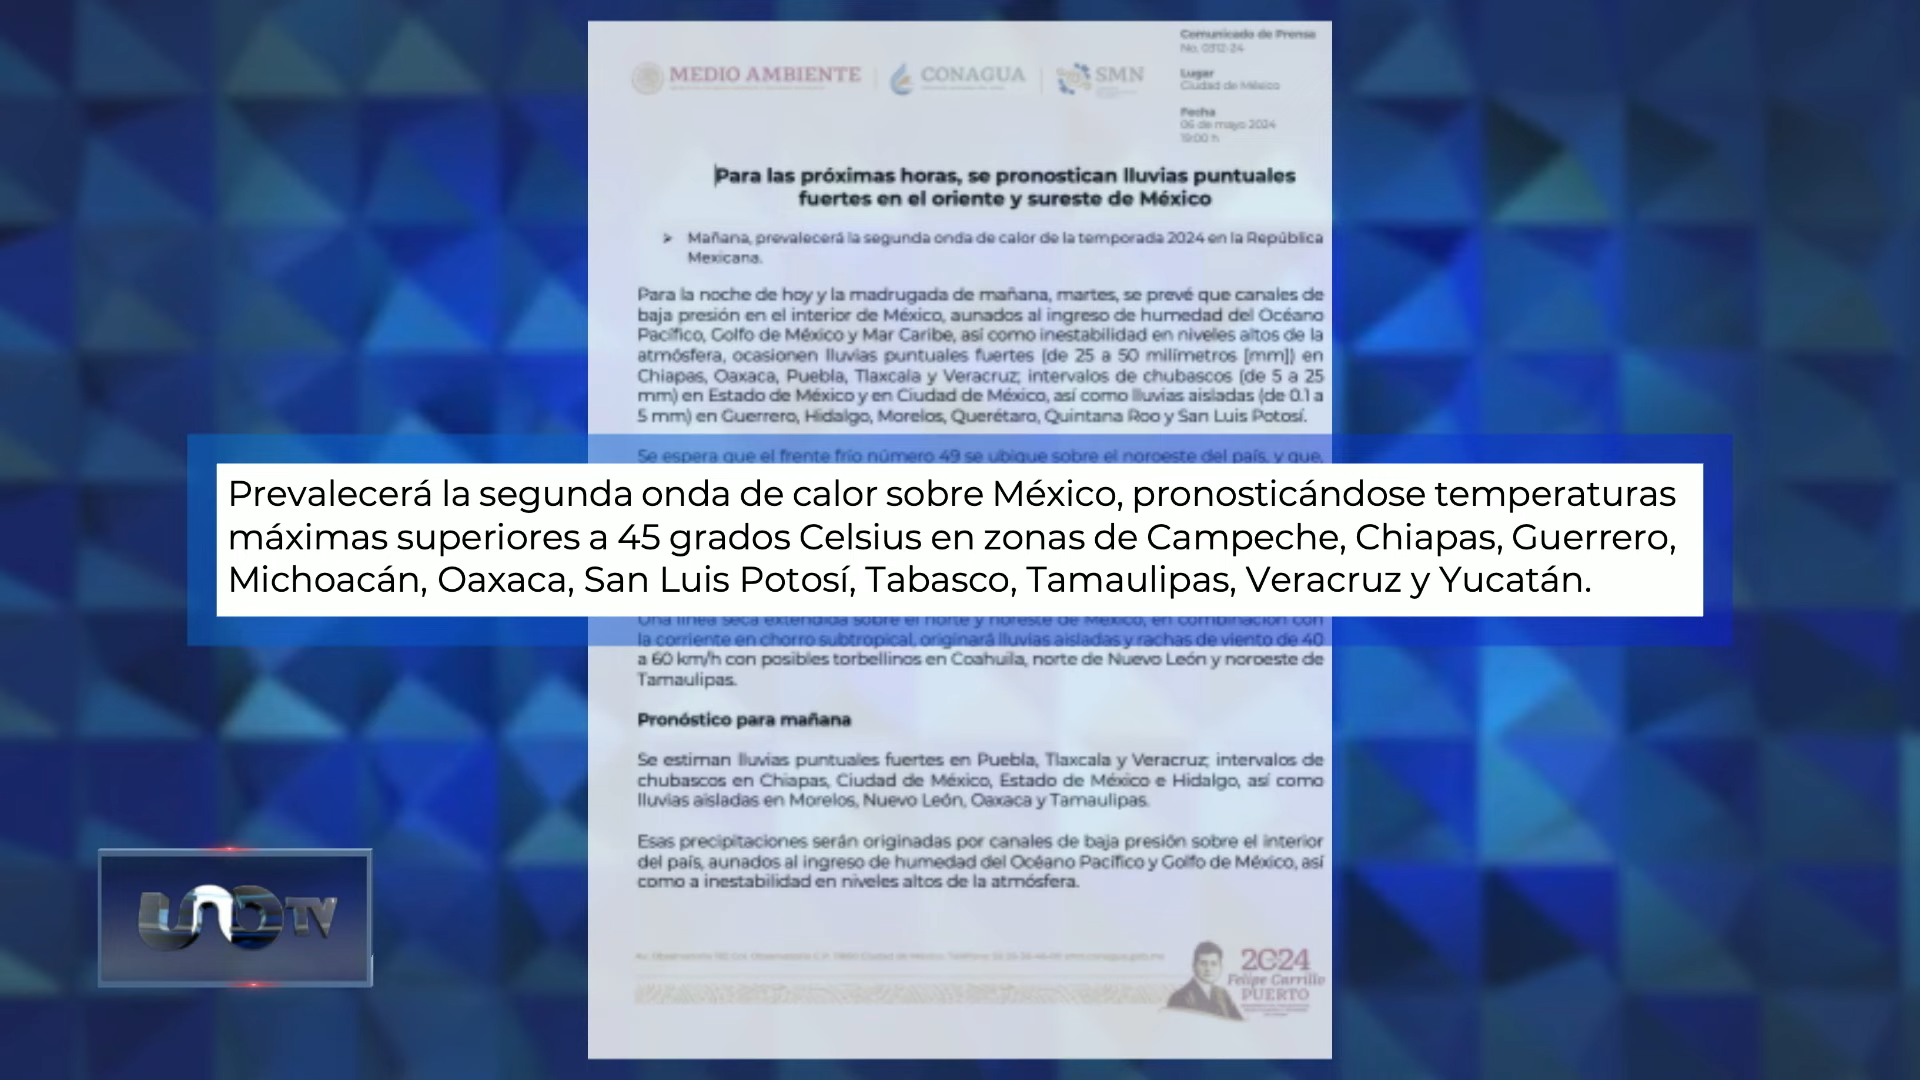 Comunicado de Prensa
No. 0312-24
MEDIO AMBIENTE
CONAGUA
SMN
Lugar
Ciudad de México
Fecha
06 de mayo 2024
19:00 h
Para las próximas horas, se pronostican lluvias puntuales
fuertes en el oriente y sureste de México
➢ Mañana, prevalecerá la segunda onda de calor de la temporada 2024 en la República
Mexicana.
Para la noche de hoy y la madrugada de mañana, martes, se prevé que canales de
baja presión en el interior de México, aunados al ingreso de humedad del Océano
Pacífico, Golfo de México y Mar Caribe, así como inestabilidad en niveles altos de la
atmósfera, ocasionen lluvias puntuales fuertes (de 25 a 50 milímetros [mm]) en
Chiapas, Oaxaca, Puebla, Tlaxcala y Veracruz; intervalos de chubascos (de 5 a 25
mm) en Estado de México y en Ciudad de México, así como lluvias aisladas (de 0.1 a
5 mm) en Guerrero, Hidalgo, Morelos, Querétaro, Quintana Roo y San Luis Potosí.
Se espera que el frente frío número 49 se ubique sobre el noroeste del país, y que,
Prevalecerá la segunda onda de calor sobre México, pronosticándose temperaturas
máximas superiores a 45 grados Celsius en zonas de Campeche, Chiapas, Guerrero,
Michoacán, Oaxaca, San Luis Potosí, Tabasco, Tamaulipas, Veracruz y Yucatán.
Una línea seca extendida sobre el norte y noreste de México, en combinación con
la corriente en chorro subtropical, originará lluvias aisladas y rachas de viento de 40
a 60 km/h con posibles torbellinos en Coahuila, norte de Nuevo León y noroeste de
Tamaulipas.
Pronóstico para mañana
Se estiman lluvias puntuales fuertes en Puebla, Tlaxcala y Veracruz; intervalos de
chubascos en Chiapas, Ciudad de México, Estado de México e Hidalgo, así como
lluvias aisladas en Morelos, Nuevo León, Oaxaca y Tamaulipas.
Esas precipitaciones serán originadas por canales de baja presión sobre el interior
del país, aunados al ingreso de humedad del Océano Pacífico y Golfo de México, así
como a inestabilidad en niveles altos de la atmósfera.
UNO TV
2024
Felipe Carrillo
PUERTO